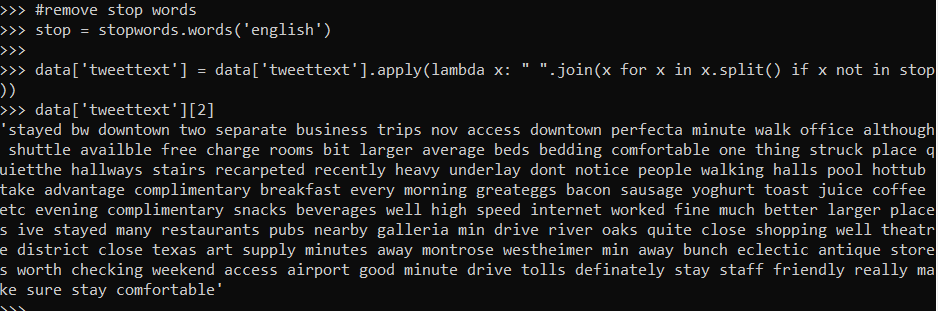 >>> #remove stop words
>>> stop = stopwords.words('english')
>>>
>>> data['tweettext'] = data['tweettext'].apply(lambda x: " ".join(x for x in x.split() if x not in stop
))
>>> data['tweettext'][2]
'stayed bw downtown two separate business trips nov access downtown perfecta minute walk office although
 shuttle availble free charge rooms bit larger average beds bedding comfortable one thing struck place q
uietthe hallways stairs recarpeted recently heavy underlay dont notice people walking halls pool hottub
take advantage complimentary breakfast every morning greateggs bacon sausage yoghurt toast juice coffee
etc evening complimentary snacks beverages well high speed internet worked fine much better larger place
s ive stayed many restaurants pubs nearby galleria min drive river oaks quite close shopping well theatr
e district close texas art supply minutes away montrose westheimer min away bunch eclectic antique store
s worth checking weekend access airport good minute drive tolls definately stay staff friendly really ma
ke sure stay comfortable'
>>>